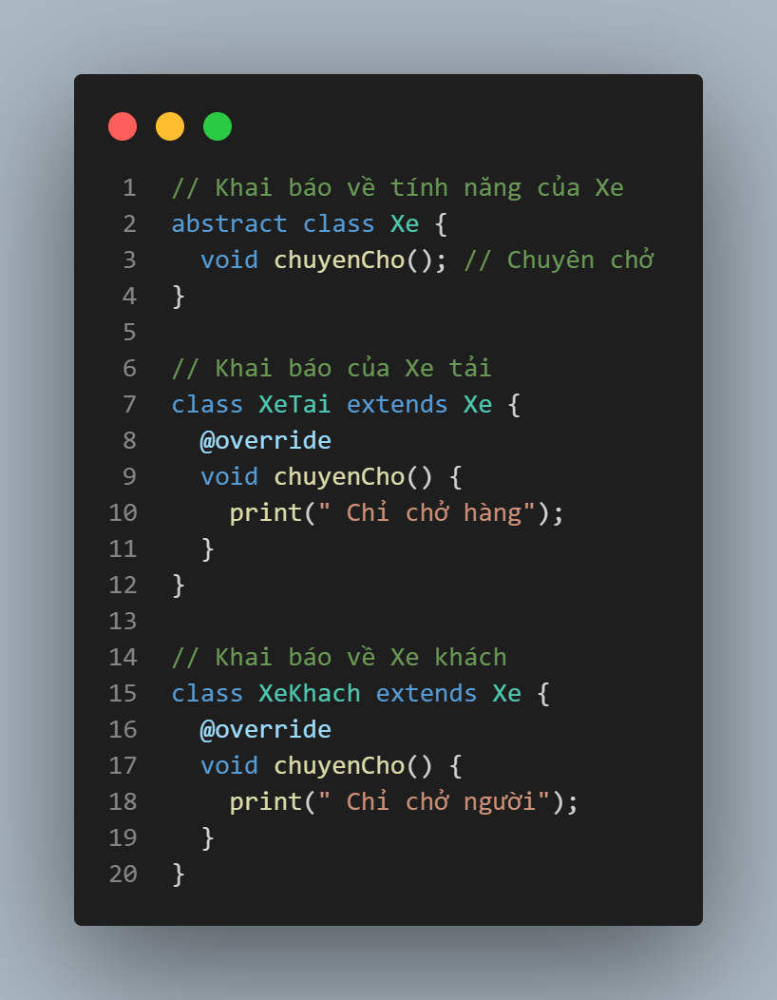 1 // Khai báo về tính năng của Xe
2 abstract class Xe {
3   void chuyenCho(); // Chuyên chở
4 }
5
6 // Khai báo của Xe tải
7 class XeTai extends Xe {
8   @override
9   void chuyenCho() {
10     print(" Chỉ chở hàng");
11   }
12 }
13
14 // Khai báo về Xe khách
15 class XeKhach extends Xe {
16   @override
17   void chuyenCho() {
18     print(" Chỉ chở người");
19   }
20 }